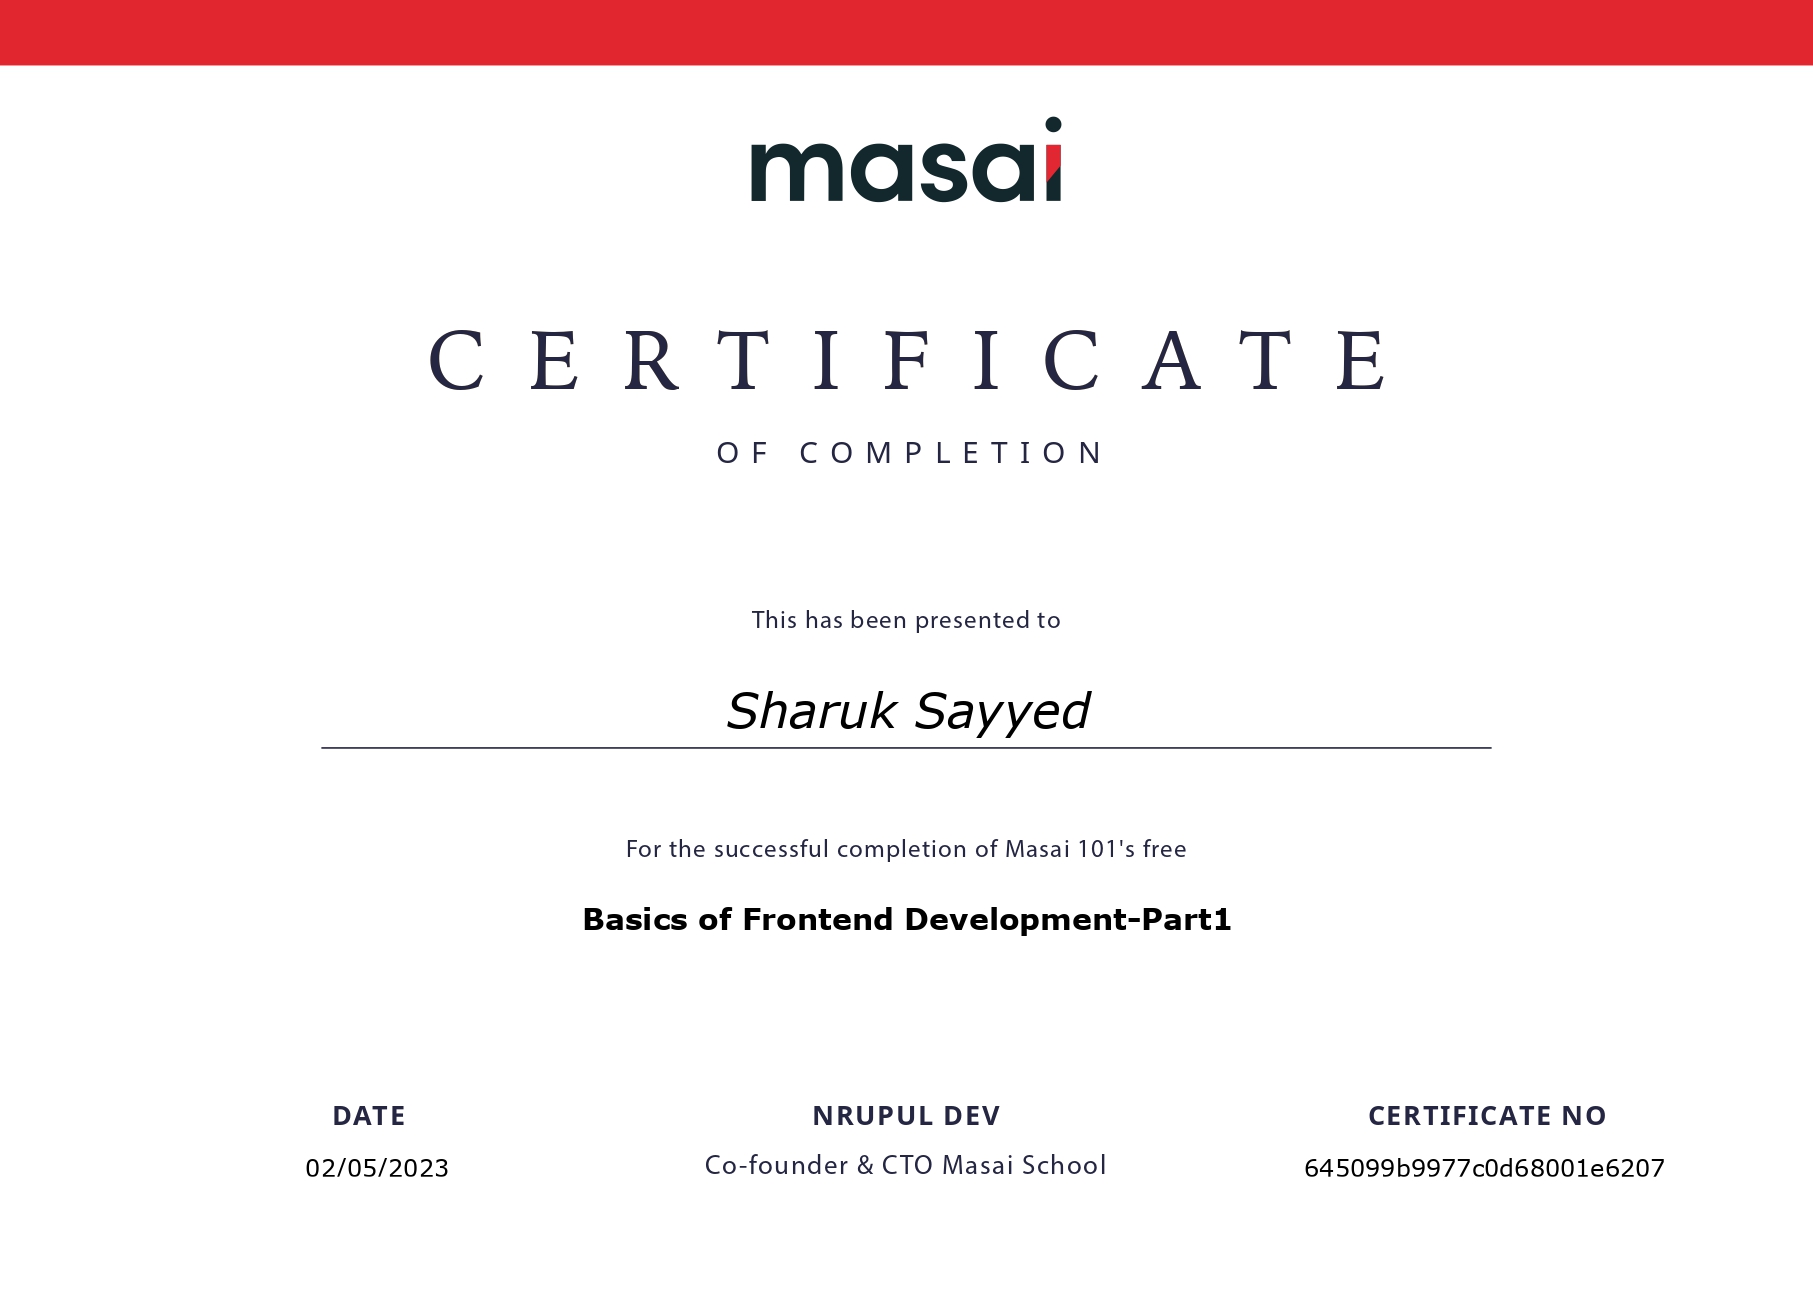 masai
CERTIFICATE
OF COMPLETION
This has been presented to
Sharuk Sayyed
For the successful completion of Masai 101's free
Basics of Frontend Development-Part1
DATE
02/05/2023
NRUPUL DEV
Co-founder & CTO Masai School
CERTIFICATE NO
645099b9977c0d68001e6207